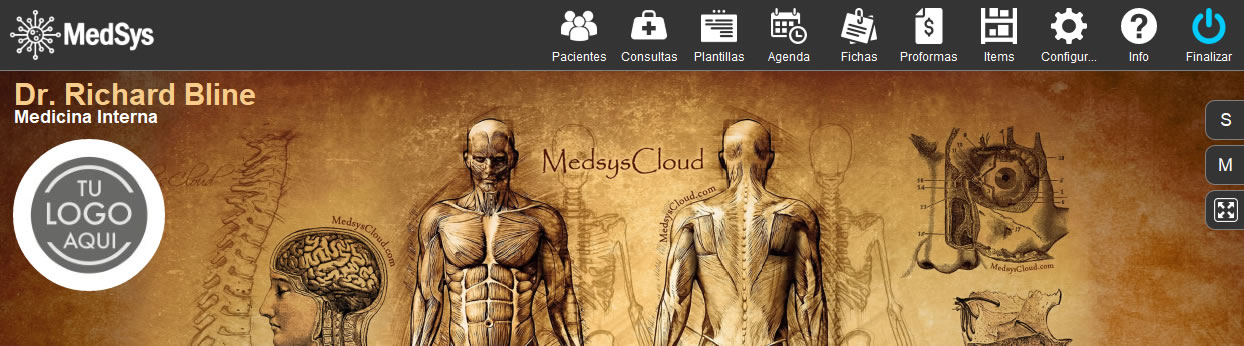 MedSys
Pacientes
Consultas
Plantillas
Agenda
Fichas
Proformas
Items
Configur...
Info
Finalizar
Dr. Richard Bline
Medicina Interna
TU
LOGO
AQUI
MedsysCloud
MedsysCloud.com
MedsysCloud.com
MedsysCloud.com
Cloud
S
M